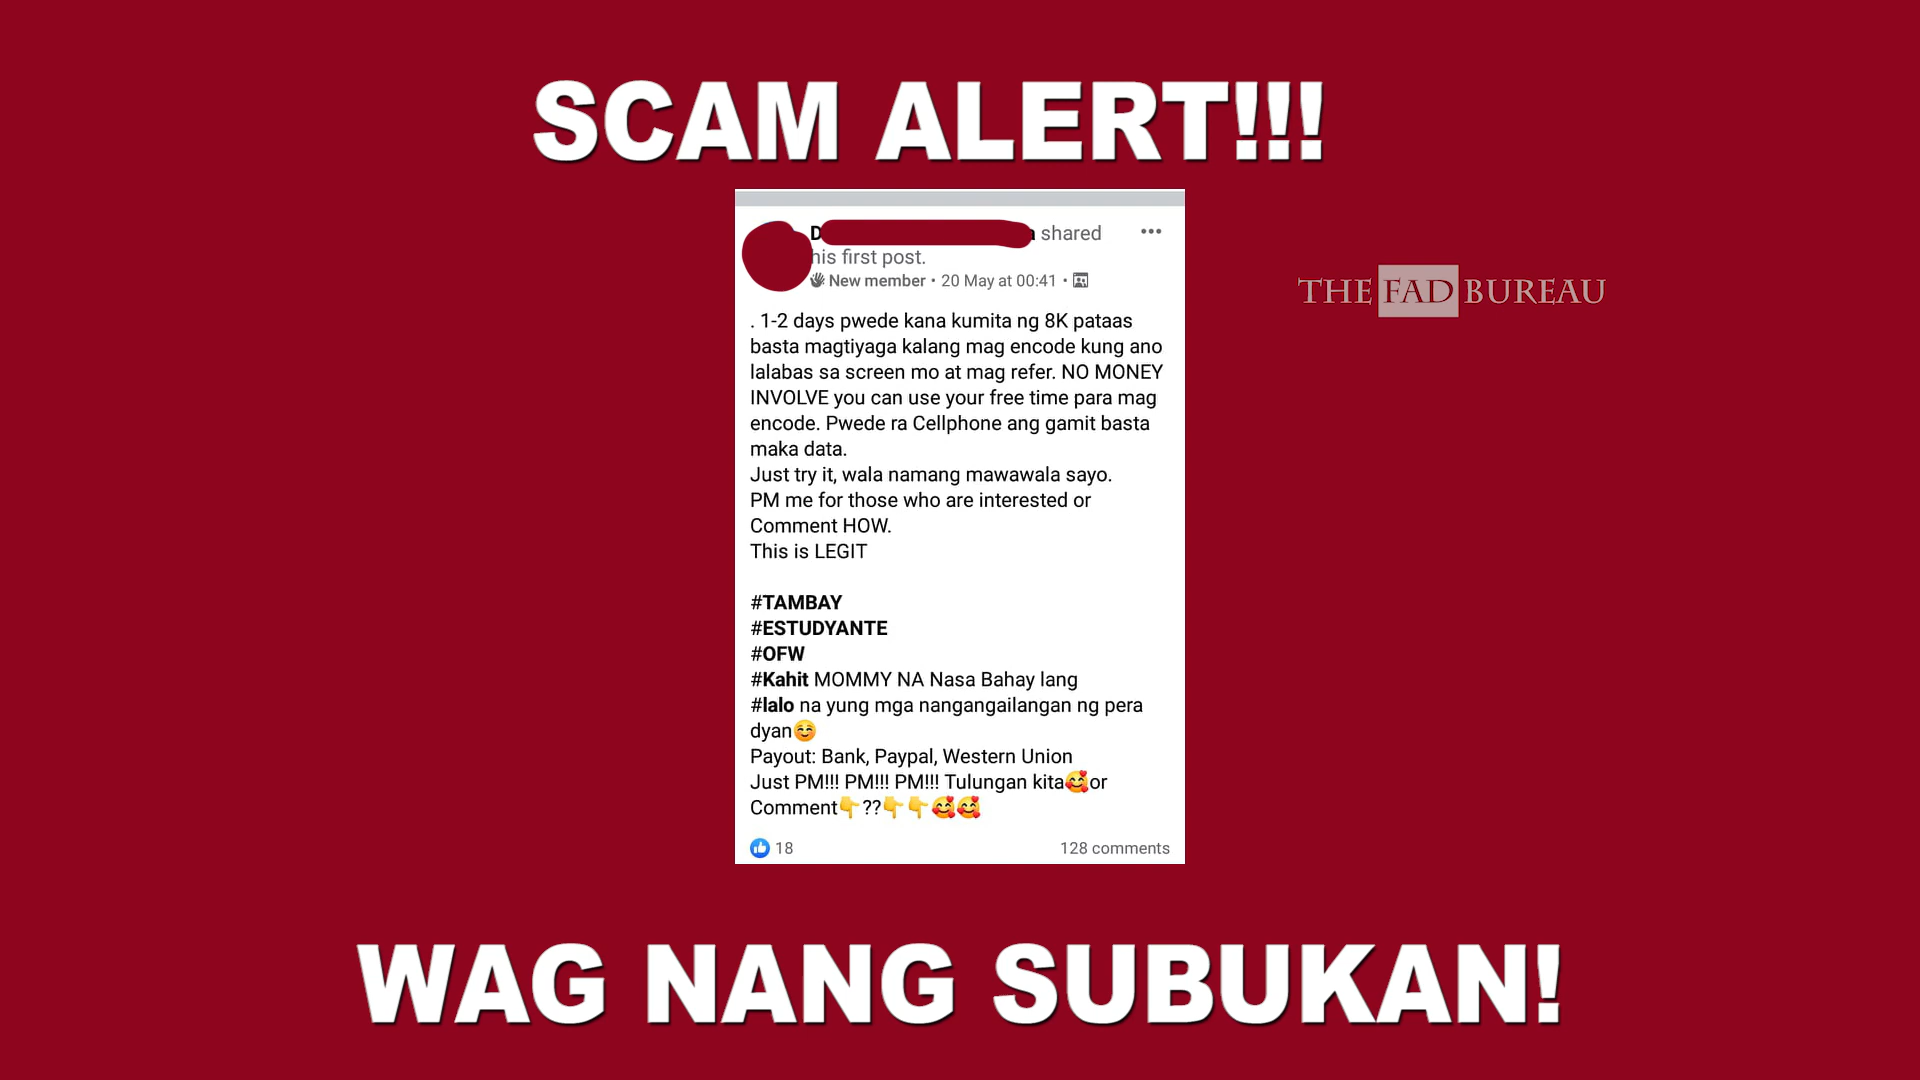 SCAM ALERT!!!
shared
his first post.
New member • 20 May at 00:41 •
THE FAD BUREAU
. 1-2 days pwede kana kumita ng 8K pataas
basta magtiyaga kalang mag encode kung ano
lalabas sa screen mo at mag refer. NO MONEY
INVOLVE you can use your free time para mag
encode. Pwede ra Cellphone ang gamit basta
maka data.
Just try it, wala namang mawawala sayo.
PM me for those who are interested or
Comment HOW.
This is LEGIT
#TAMBAY
#ESTUDYANTE
#OFW
#Kahit MOMMY NA Nasa Bahay lang
#lalo na yung mga nangangailangan ng pera
dyan☺️
Payout: Bank, Paypal, Western Union
Just PM!!! PM!!! PM!!! Tulungan kita🥰or
Comment👇??👇👇🥰🥰
18
128 comments
WAG NANG SUBUKAN!